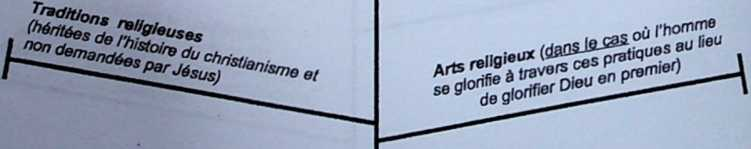 Traditions religieuses
(héritées de l'histoire du christianisme et
non demandées par Jésus)
Arts religieux (dans le cas où l'homme
se glorifie à travers ces pratiques au lieu
de glorifier Dieu en premier)